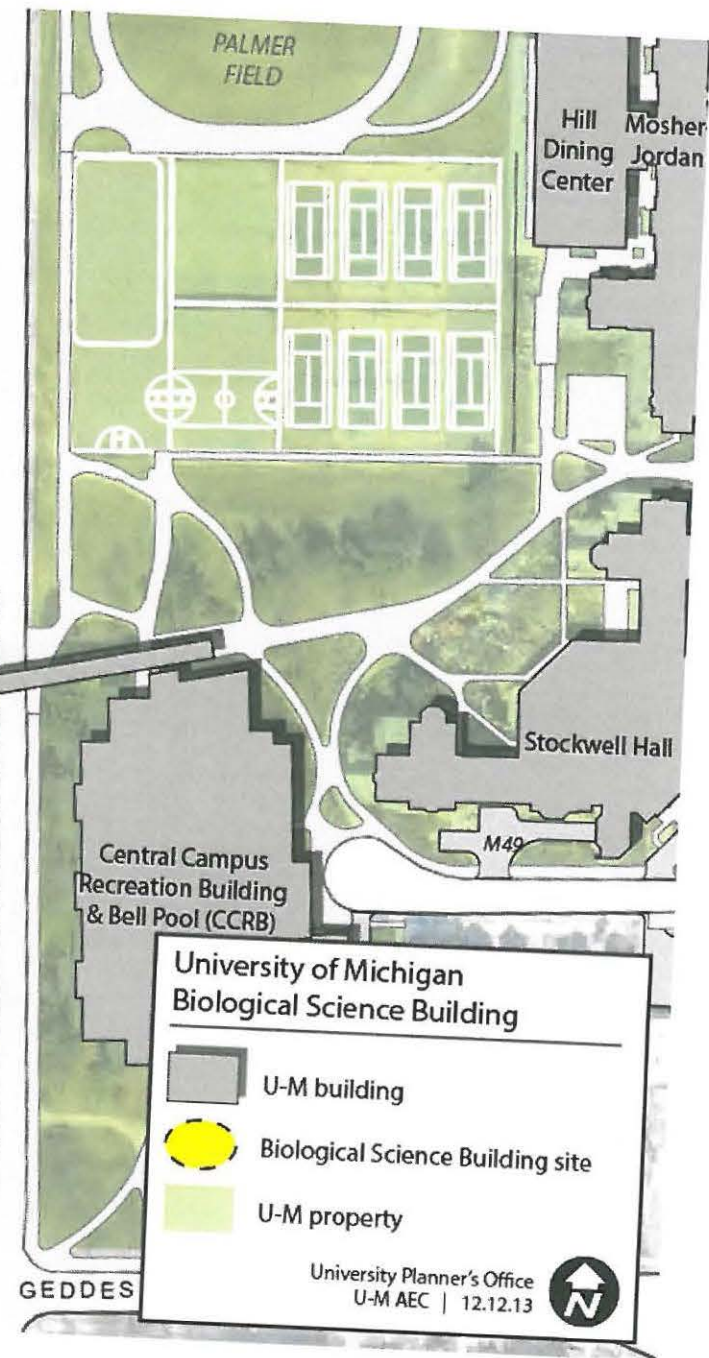 PALMER
FIELD
Hill
Dining
Center
Mosher
Jordan
Stockwell Hall
M49
Central Campus
Recreation Building
& Bell Pool (CCRB)
University of Michigan
Biological Science Building
U-M building
Biological Science Building site
U-M property
University Planner's Office
U-M AEC | 12.12.13
N
GEDDES